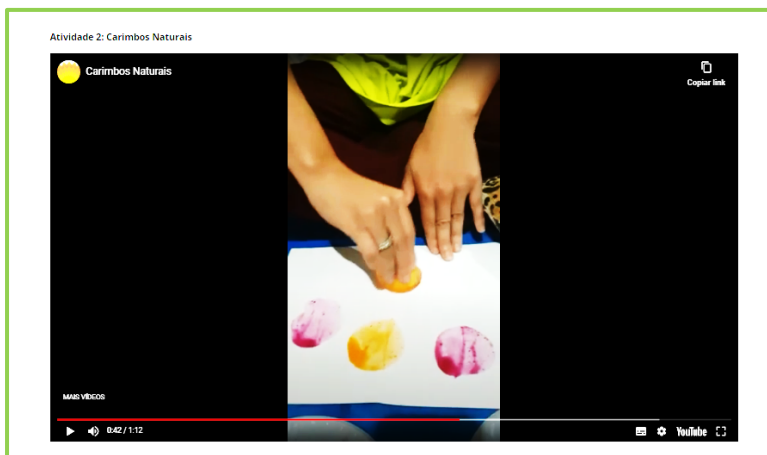 Atividade 2: Carimbos Naturais
Carimbos Naturais
Copiar link
MAIS VÍDEOS
0:42 / 1:12
YouTube